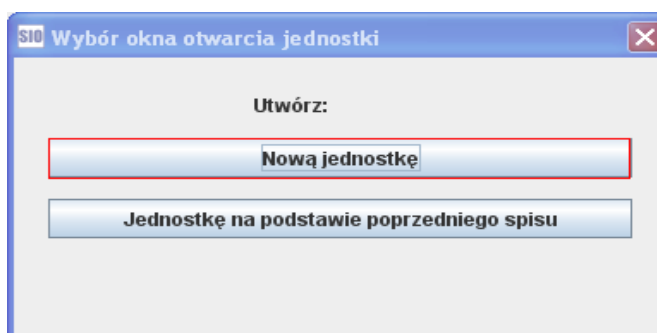 SIO Wybór okna otwarcia jednostki
Utwórz:
Nową jednostkę
Jednostkę na podstawie poprzedniego spisu